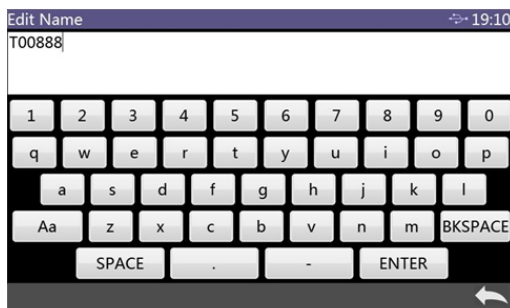 Edit Name 19:10
T00888
1 2 3 4 5 6 7 8 9 0
q w e r t y u i o p
a s d f g h j k l
Aa z x c b v n m BKSPACE
SPACE . - ENTER